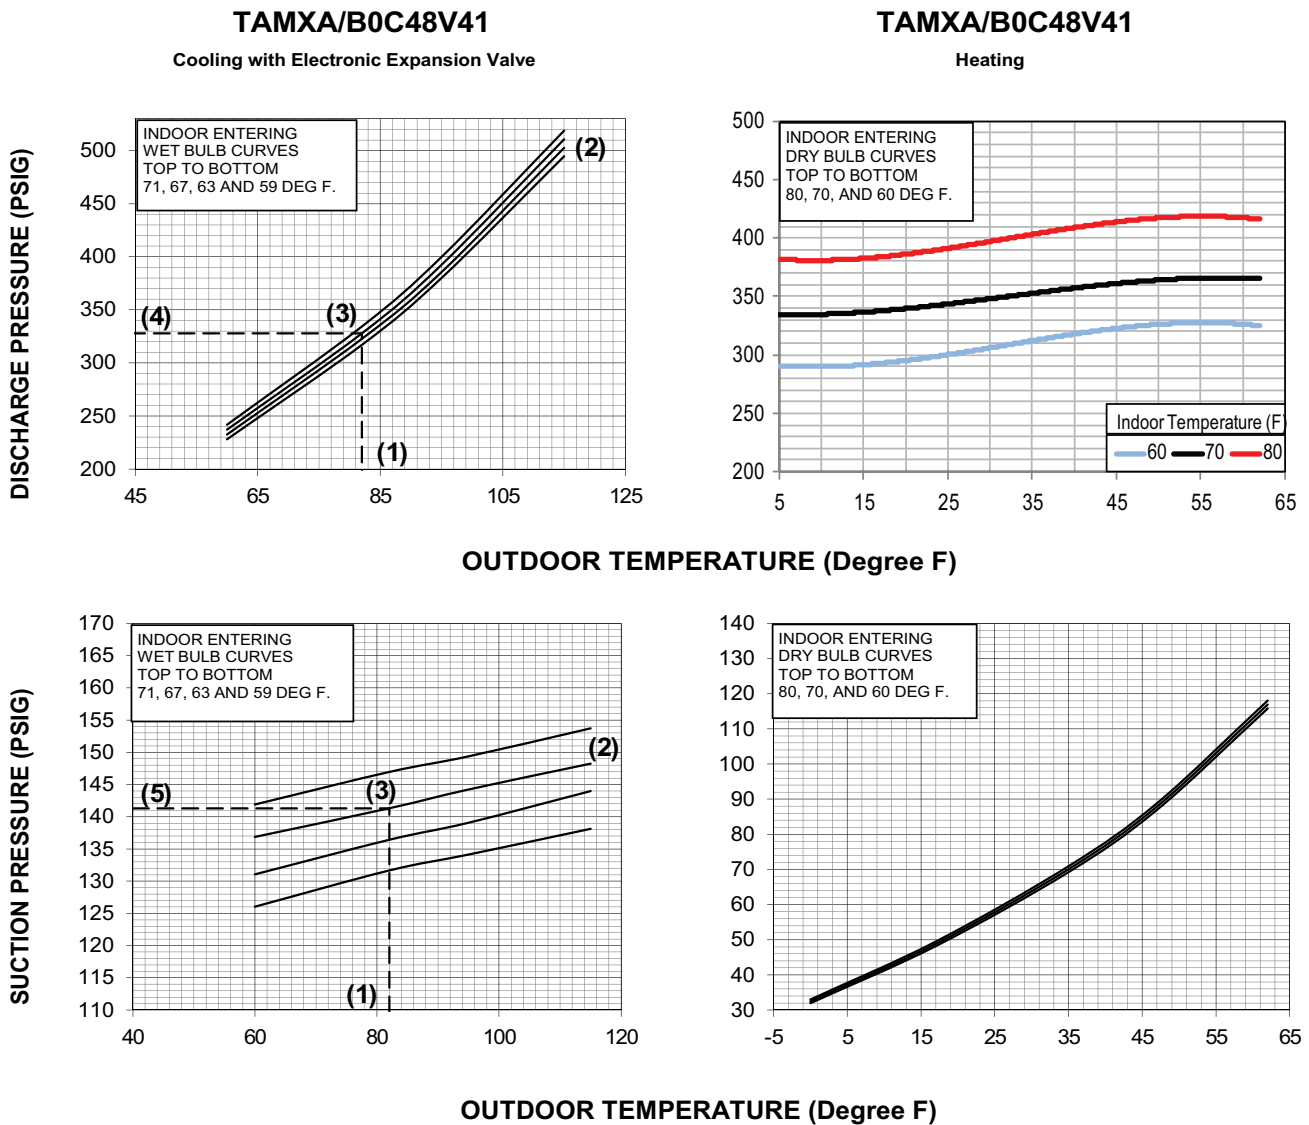 TAMXA/B0C48V41
Cooling with Electronic Expansion Valve
TAMXA/B0C48V41
Heating
DISCHARGE PRESSURE (PSIG)
INDOOR ENTERING
WET BULB CURVES
TOP TO BOTTOM
71, 67, 63 AND 59 DEG F.
500
450
400
350
300
250
200
45
65
85
105
125
(1)
(2)
(3)
(4)
INDOOR ENTERING
DRY BULB CURVES
TOP TO BOTTOM
80, 70, AND 60 DEG F.
500
450
400
350
300
250
200
5
15
25
35
45
55
65
Indoor Temperature (F)
60 70 80
OUTDOOR TEMPERATURE (Degree F)
SUCTION PRESSURE (PSIG)
INDOOR ENTERING
WET BULB CURVES
TOP TO BOTTOM
71, 67, 63 AND 59 DEG F.
170
165
160
155
150
145
140
135
130
125
120
115
110
40
60
80
100
120
(1)
(2)
(3)
(5)
INDOOR ENTERING
DRY BULB CURVES
TOP TO BOTTOM
80, 70, AND 60 DEG F.
140
130
120
110
100
90
80
70
60
50
40
30
-5
5
15
25
35
45
55
65
OUTDOOR TEMPERATURE (Degree F)